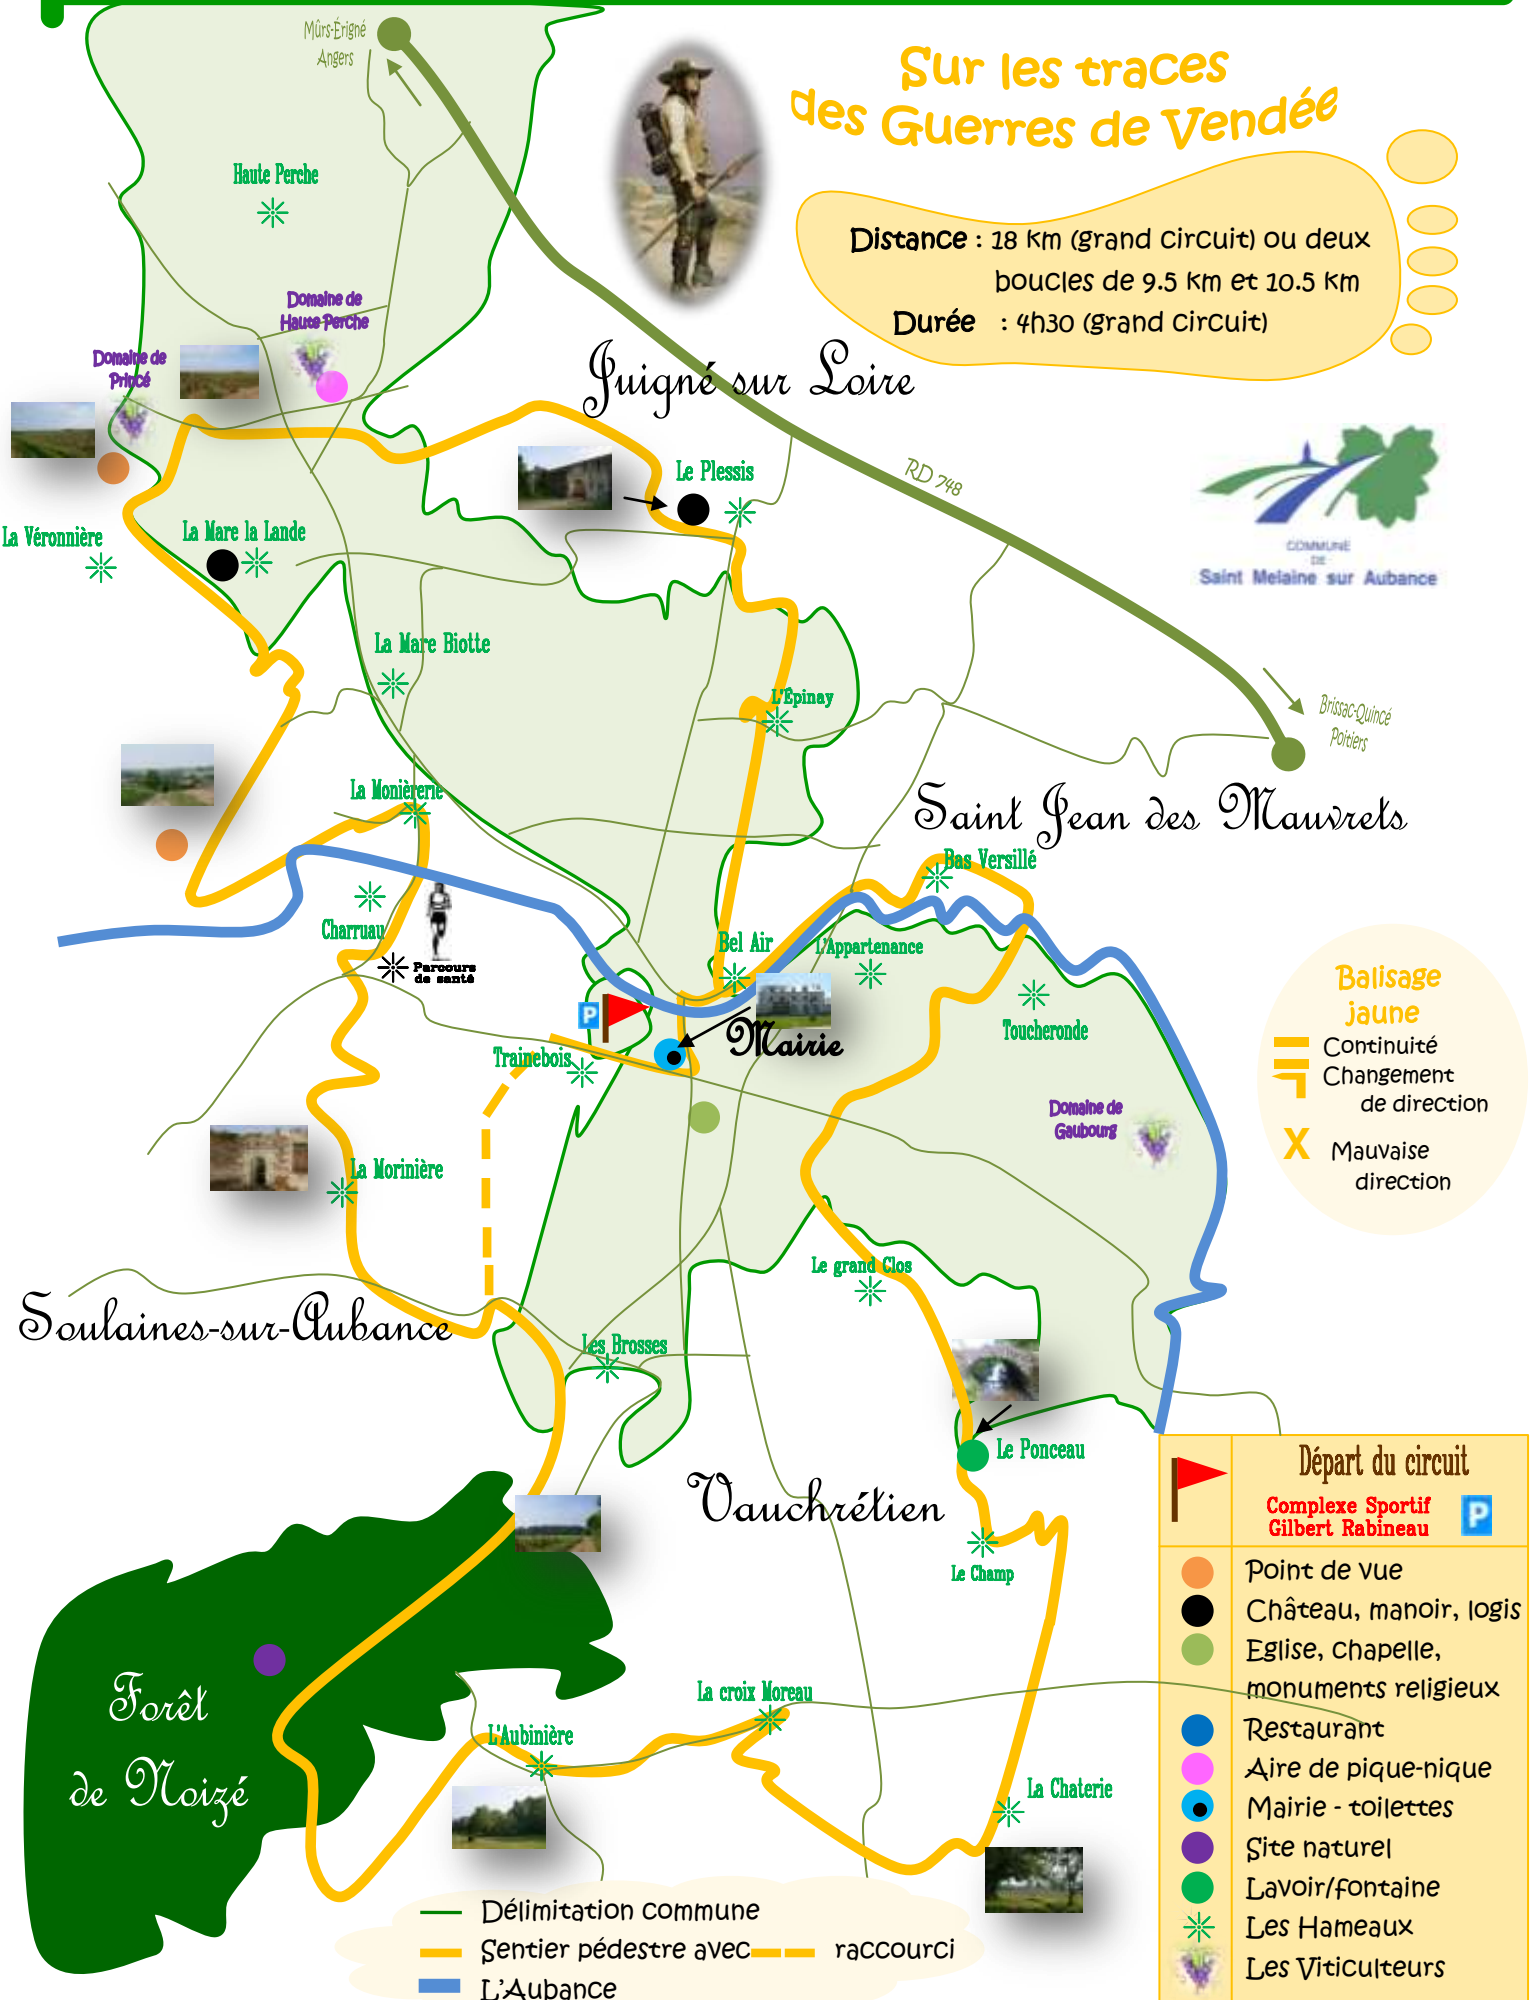 Mûrs-Érigné
Angers
Sur les traces
des Guerres de Vendée
Distance : 18 km (grand circuit) ou deux
boucles de 9.5 km et 10.5 km
Durée : 4h30 (grand circuit)
Haute Perche
Domaine de
Haute Perche
Domaine de
Princé
Juigné sur Loire
RD 748
Le Plessis
La Véronnière
La Mare la Lande
COMMUNE
DE
Saint Melaine sur Aubance
La Mare Biotte
L'Épinay
Brissac-Quincé
Poitiers
La Monièrerie
Saint Jean des Mauvrets
Bas Versillé
Charruau
Parcours
de santé
Bel Air
L'Appartenance
Toucheronde
P
Mairie
Trainebois
Balisage
jaune
Continuité
Changement
de direction
X Mauvaise
direction
Domaine de
Gaubourg
La Morinière
Le grand Clos
Soulaines-sur-Aubance
Les Brosses
Le Ponceau
Vauchrétien
Le Champ
Forêt
de Noizé
La croix Moreau
L'Aubinière
La Chaterie
Départ du circuit
Complexe Sportif
Gilbert Rabineau
P
Point de vue
Château, manoir, logis
Eglise, chapelle,
monuments religieux
Restaurant
Aire de pique-nique
Mairie - toilettes
Site naturel
Lavoir/fontaine
Les Hameaux
Les Viticulteurs
Délimitation commune
Sentier pédestre avec raccourci
L'Aubance